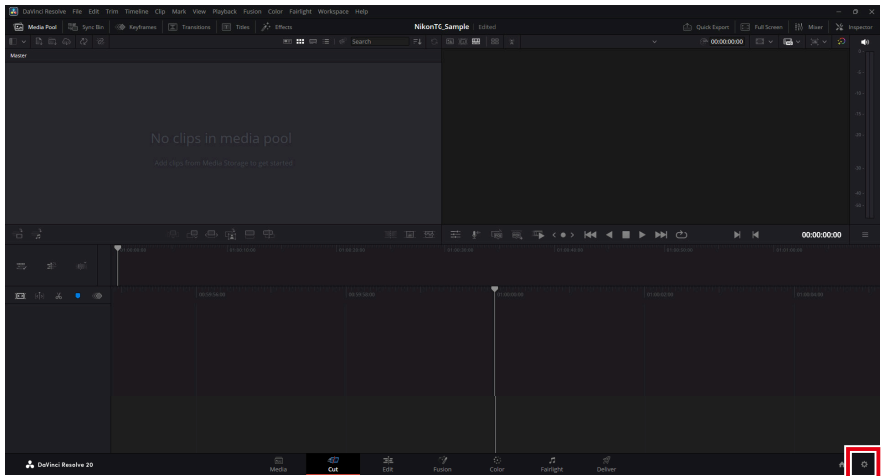 DaVinci Resolve File Edit Trim Timeline Clip Mark View Playback Fusion Color Fairlight Workspace Help
Media Pool Sync Bin Keyframes Transitions Titles Effects NikonTG_Sample Edited Quick Export Full Screen Mixer Inspector
Search 00:00:00:00
Master
No clips in media pool
Add clips from Media Storage to get started
00:00:00:00
DaVinci Resolve 20 Media Cut Edit Fusion Color Fairlight Deliver